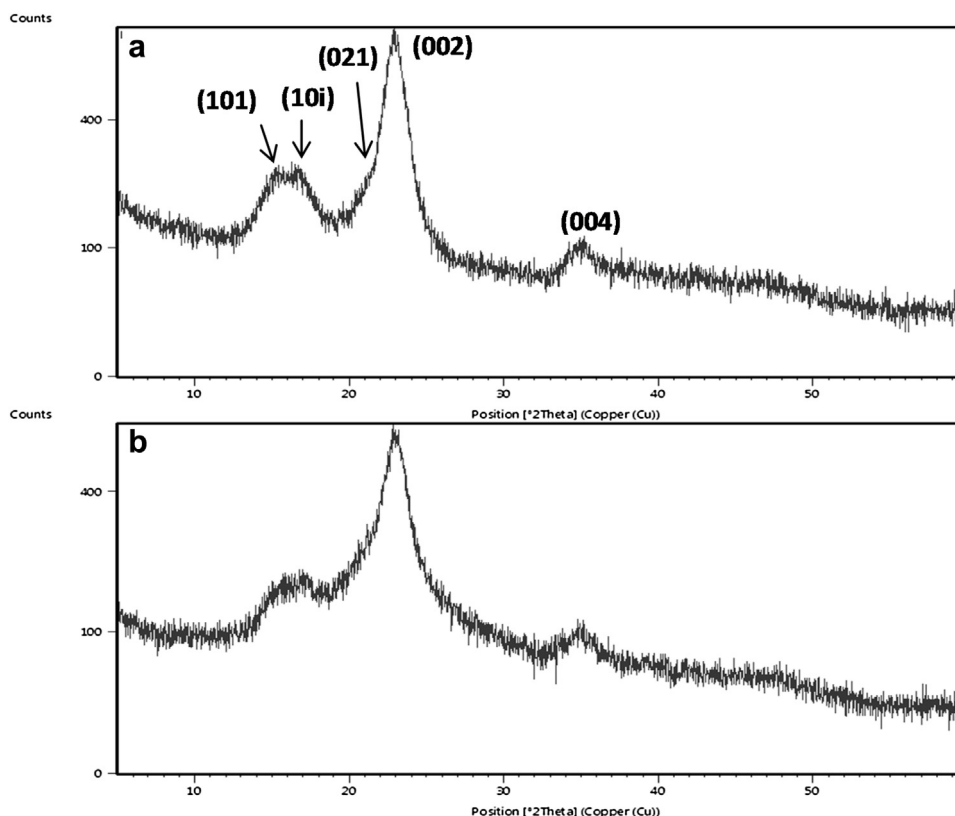 Counts
a
(021)
(002)
(101)
(10i)
400
(004)
100
0
10 20 30 40 50
Position [°2Theta] (Copper (Cu))
Counts
b
400
100
0
10 20 30 40 50
Position [°2Theta] (Copper (Cu))